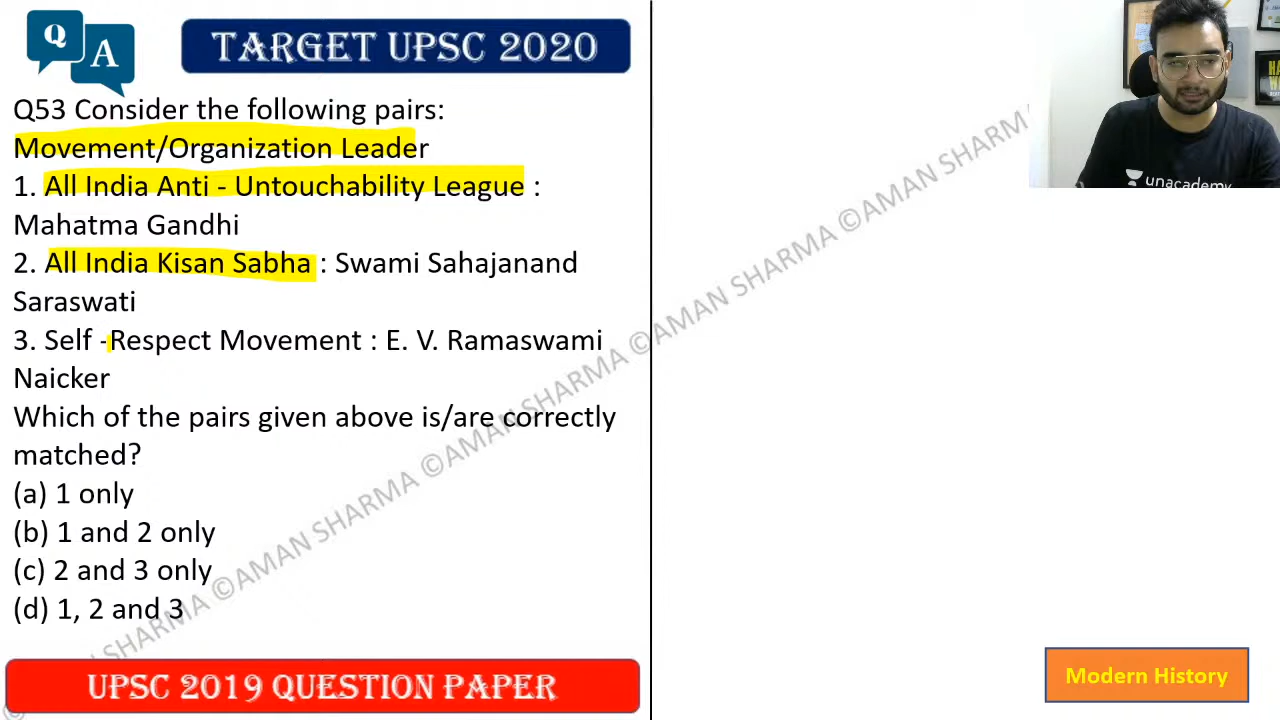 Q A
TARGET UPSC 2020
Q53 Consider the following pairs:
Movement/Organization Leader
1. All India Anti - Untouchability League :
Mahatma Gandhi
2. All India Kisan Sabha : Swami Sahajanand
Saraswati
3. Self -Respect Movement : E. V. Ramaswami
Naicker
Which of the pairs given above is/are correctly
matched?
(a) 1 only
(b) 1 and 2 only
(c) 2 and 3 only
(d) 1, 2 and 3
UPSC 2019 QUESTION PAPER
Modern History
unacademy
SHARMA ©AMAN SHARMA ©AMAN SHARMA ©AMAN SHARMA ©AMAN SHARMA ©AMAN SHARMA